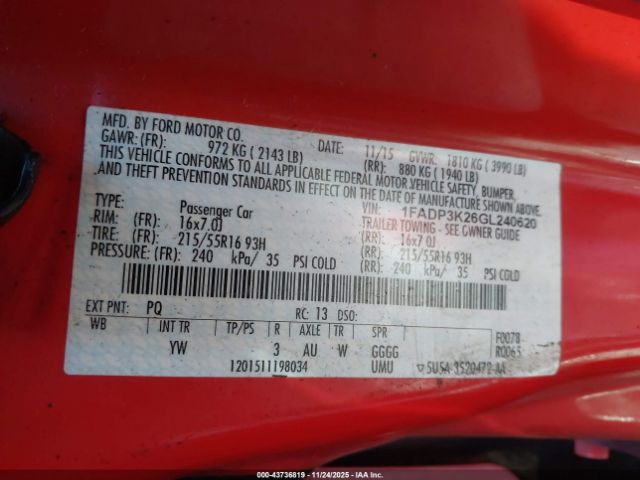 MFD. BY FORD MOTOR CO.
DATE: 11/15 GVWR: 1810 KG ( 3990 LB)
GAWR: (FR): 972 KG ( 2143 LB) (RR): 880 KG ( 1940 LB)
THIS VEHICLE CONFORMS TO ALL APPLICABLE FEDERAL MOTOR VEHICLE SAFETY, BUMPER,
AND THEFT PREVENTION STANDARDS IN EFFECT ON THE DATE OF MANUFACTURE SHOWN ABOVE.
VIN: 1FADP3K26GL240620
TYPE: Passenger Car TRAILER TOWING - SEE OWNER GUIDE
RIM: (FR): 16x7.0J (RR): 16x7.0J
TIRE: (FR): 215/55R16 93H (RR): 215/55R16 93H
PRESSURE: (FR): 240 kPa/ 35 PSI COLD (RR): 240 kPa/ 35 PSI COLD
EXT PNT: PQ RC: 13 DSO:
WB INT TR TP/PS R AXLE TR SPR F0078
YW 3 AU W GGGG R0065
1201511198034 UMU 5U5A-3520472-AA
000-43736819 - 11/24/2025 - IAA Inc.